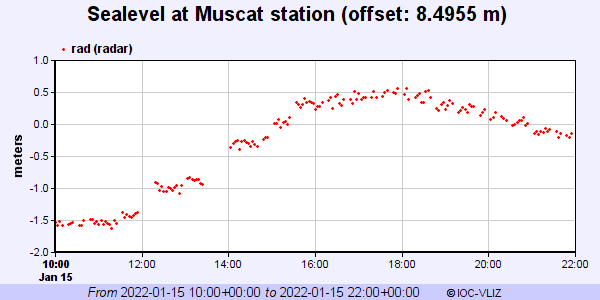 Sealevel at Muscat station (offset: 8.4955 m)
rad (radar)
meters
1.0
0.5
0.0
-0.5
-1.0
-1.5
-2.0
10:00 12:00 14:00 16:00 18:00 20:00 22:00
Jan 15
From 2022-01-15 10:00+00:00 to 2022-01-15 22:00+00:00 © IOC-VLIZ